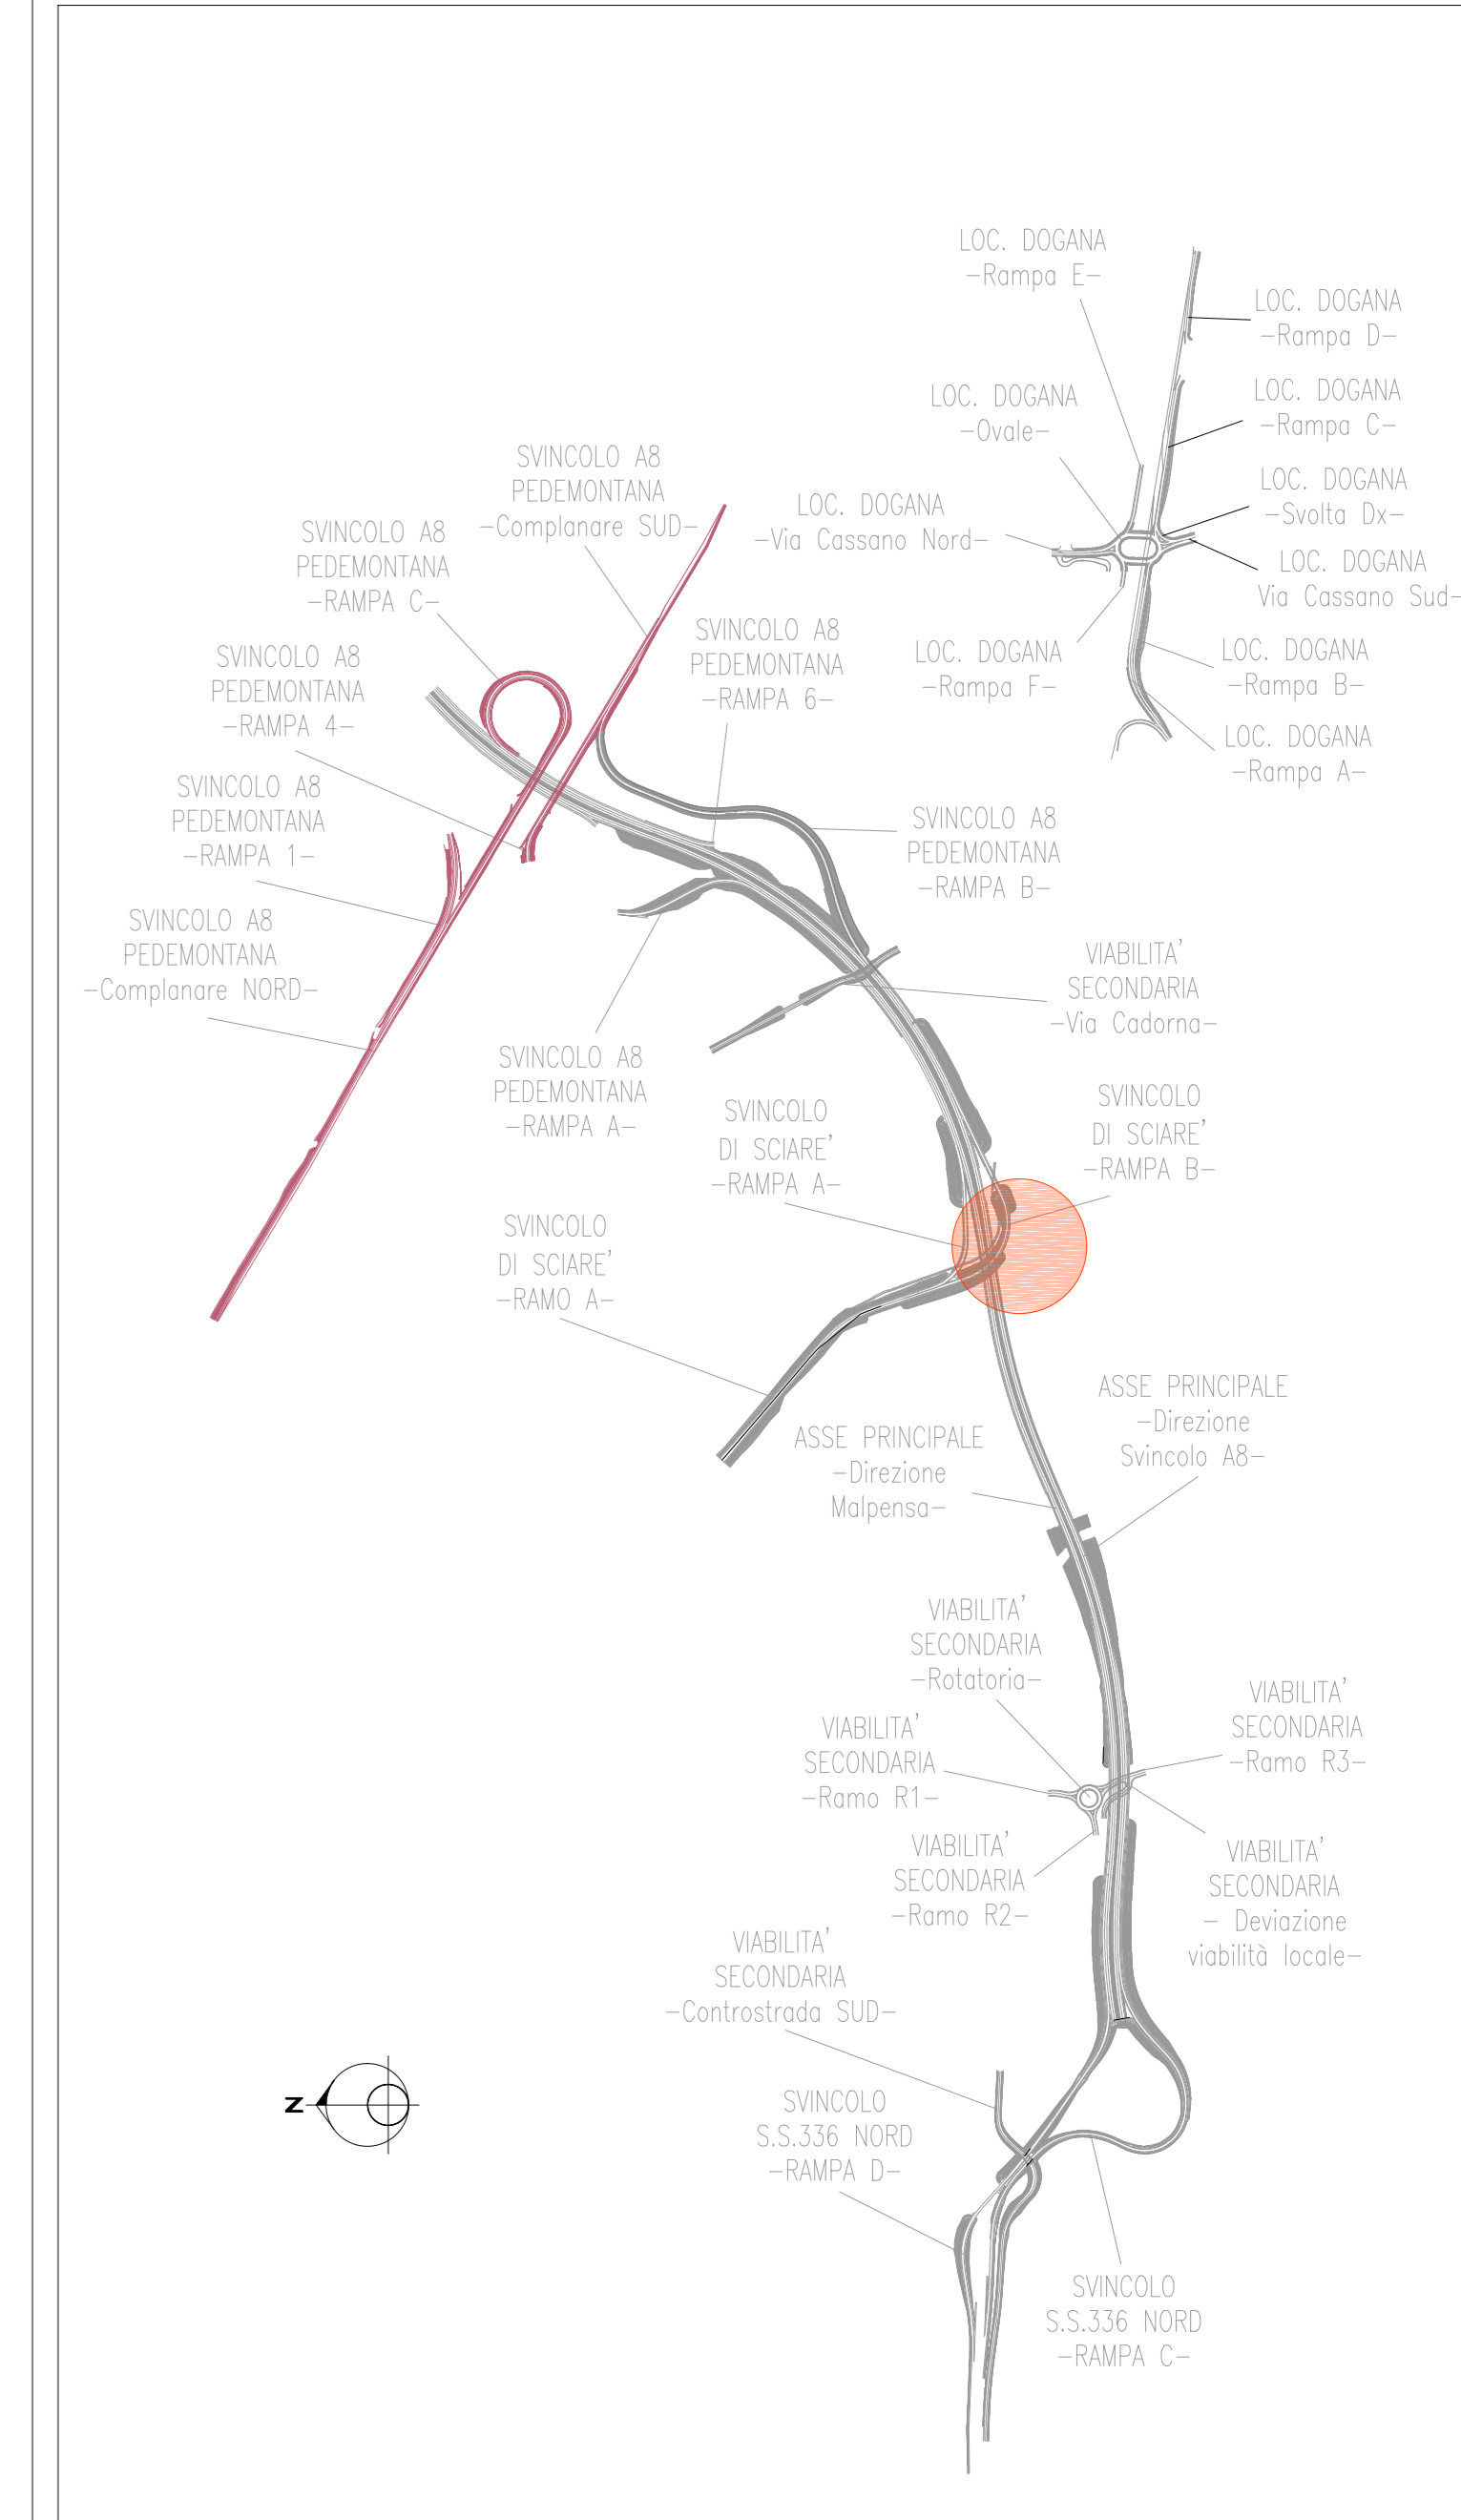 LOC. DOGANA
-Rampa E-
LOC. DOGANA
-Rampa D-
LOC. DOGANA
-Ovale-
LOC. DOGANA
-Rampa C-
SVINCOLO A8
PEDEMONTANA
-Complanare SUD-
LOC. DOGANA
-Svolta Dx-
LOC. DOGANA
-Via Cassano Nord-
SVINCOLO A8
PEDEMONTANA
-RAMPA C-
LOC. DOGANA
Via Cassano Sud-
SVINCOLO A8
PEDEMONTANA
-RAMPA 6-
LOC. DOGANA
-Rampa F-
LOC. DOGANA
-Rampa B-
SVINCOLO A8
PEDEMONTANA
-RAMPA 4-
LOC. DOGANA
-Rampa A-
SVINCOLO A8
PEDEMONTANA
-RAMPA 1-
SVINCOLO A8
PEDEMONTANA
-RAMPA B-
SVINCOLO A8
PEDEMONTANA
-Complanare NORD-
VIABILITA'
SECONDARIA
-Via Cadorna-
SVINCOLO A8
PEDEMONTANA
-RAMPA A-
SVINCOLO
DI SCIARE'
-RAMPA A-
SVINCOLO
DI SCIARE'
-RAMPA B-
SVINCOLO
DI SCIARE'
-RAMO A-
ASSE PRINCIPALE
-Direzione
Svincolo A8-
ASSE PRINCIPALE
-Direzione
Malpensa-
VIABILITA'
SECONDARIA
-Rotatoria-
VIABILITA'
SECONDARIA
-Ramo R3-
VIABILITA'
SECONDARIA
-Ramo R1-
VIABILITA'
SECONDARIA
-Ramo R2-
VIABILITA'
SECONDARIA
- Deviazione
viabilità locale-
VIABILITA'
SECONDARIA
-Controstrada SUD-
N
SVINCOLO
S.S.336 NORD
-RAMPA D-
SVINCOLO
S.S.336 NORD
-RAMPA C-